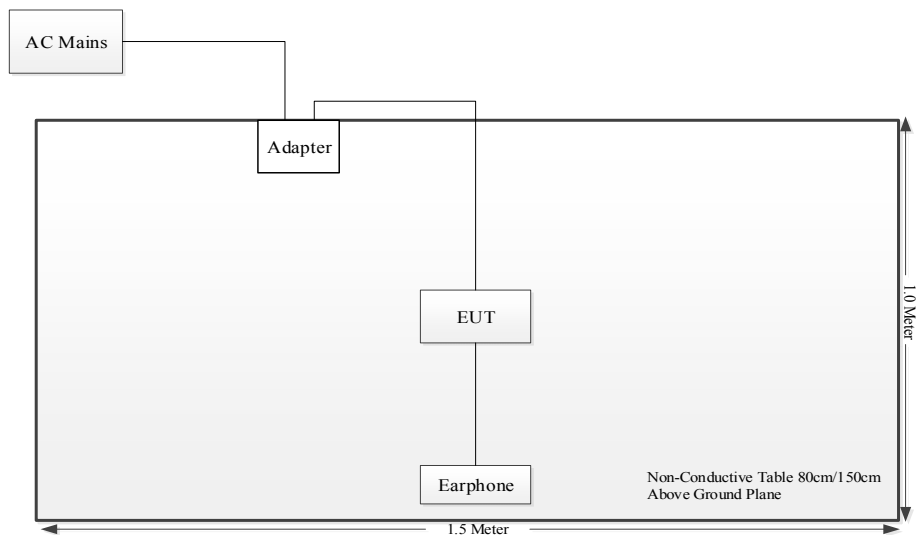 AC Mains
Adapter
EUT
1.0 Meter
Earphone
Non-Conductive Table 80cm/150cm
Above Ground Plane
1.5 Meter